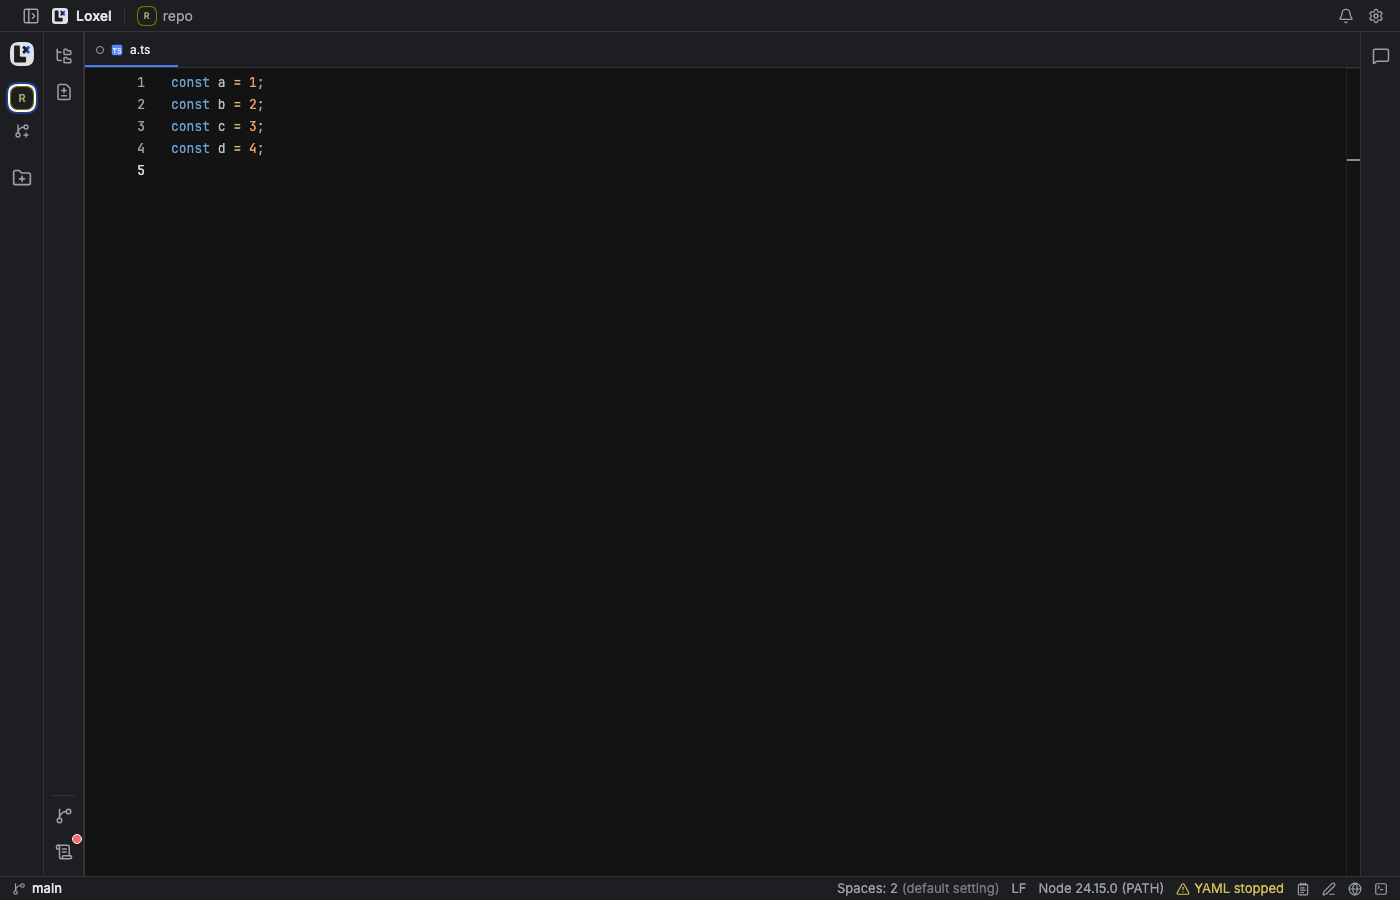 Loxel
R repo
R
TS a.ts
1 const a = 1;
2 const b = 2;
3 const c = 3;
4 const d = 4;
5
main
Spaces: 2 (default setting) LF Node 24.15.0 (PATH) YAML stopped